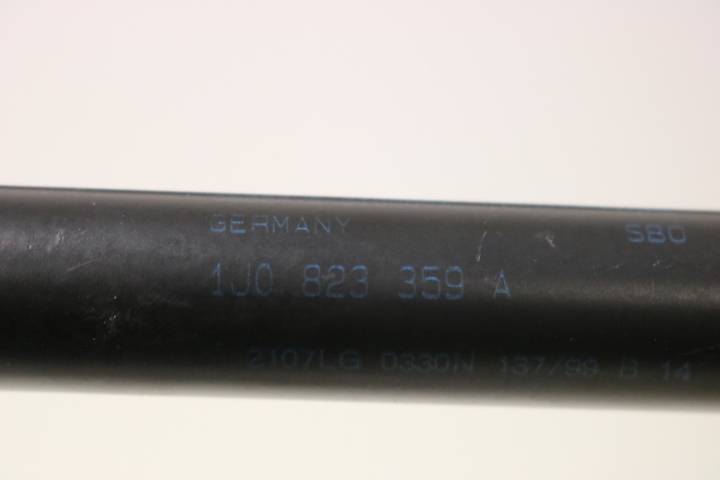 GERMANY SBO
1J0 823 359 A
2107LG 0330N 137/99 B 14